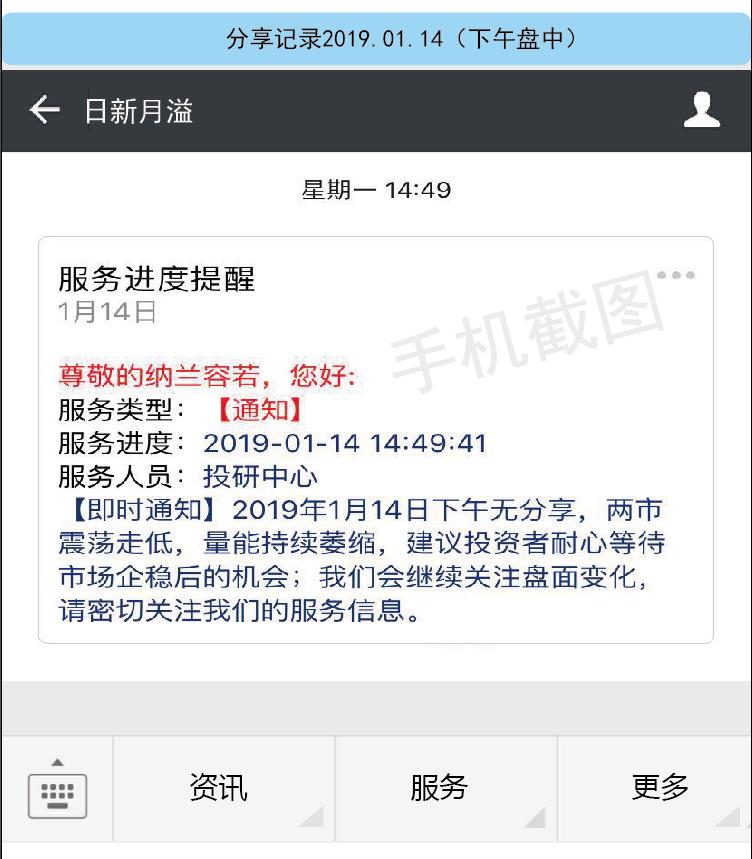 分享记录2019.01.14（下午盘中）
日新月溢
星期一 14:49
服务进度提醒
1月14日
手机截图
尊敬的纳兰容若，您好:
服务类型：【通知】
服务进度：2019-01-14 14:49:41
服务人员：投研中心
【即时通知】2019年1月14日下午无分享，两市
震荡走低，量能持续萎缩，建议投资者耐心等待
市场企稳后的机会；我们会继续关注盘面变化，
请密切关注我们的服务信息。
资讯
服务
更多